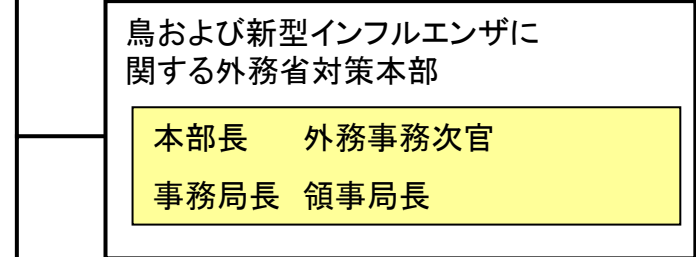 鳥および新型インフルエンザに
関する外務省対策本部
本部長　外務事務次官
事務局長 領事局長